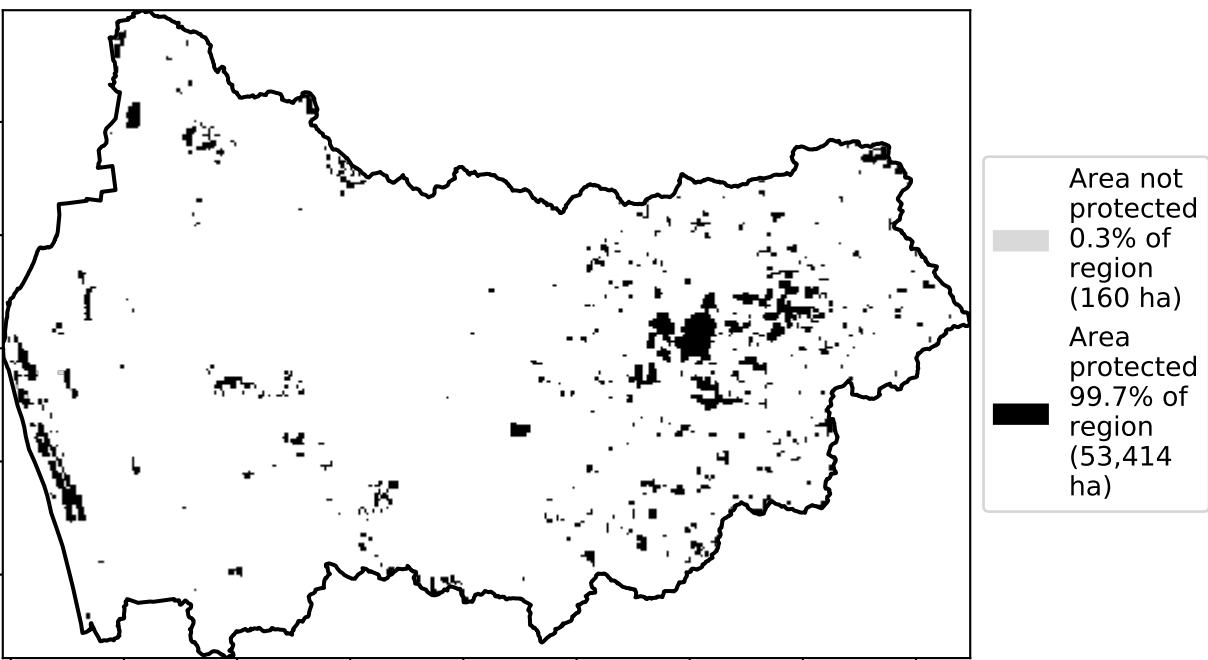 Area not
protected
0.3% of
region
(160 ha)
Area
protected
99.7% of
region
(53,414
ha)